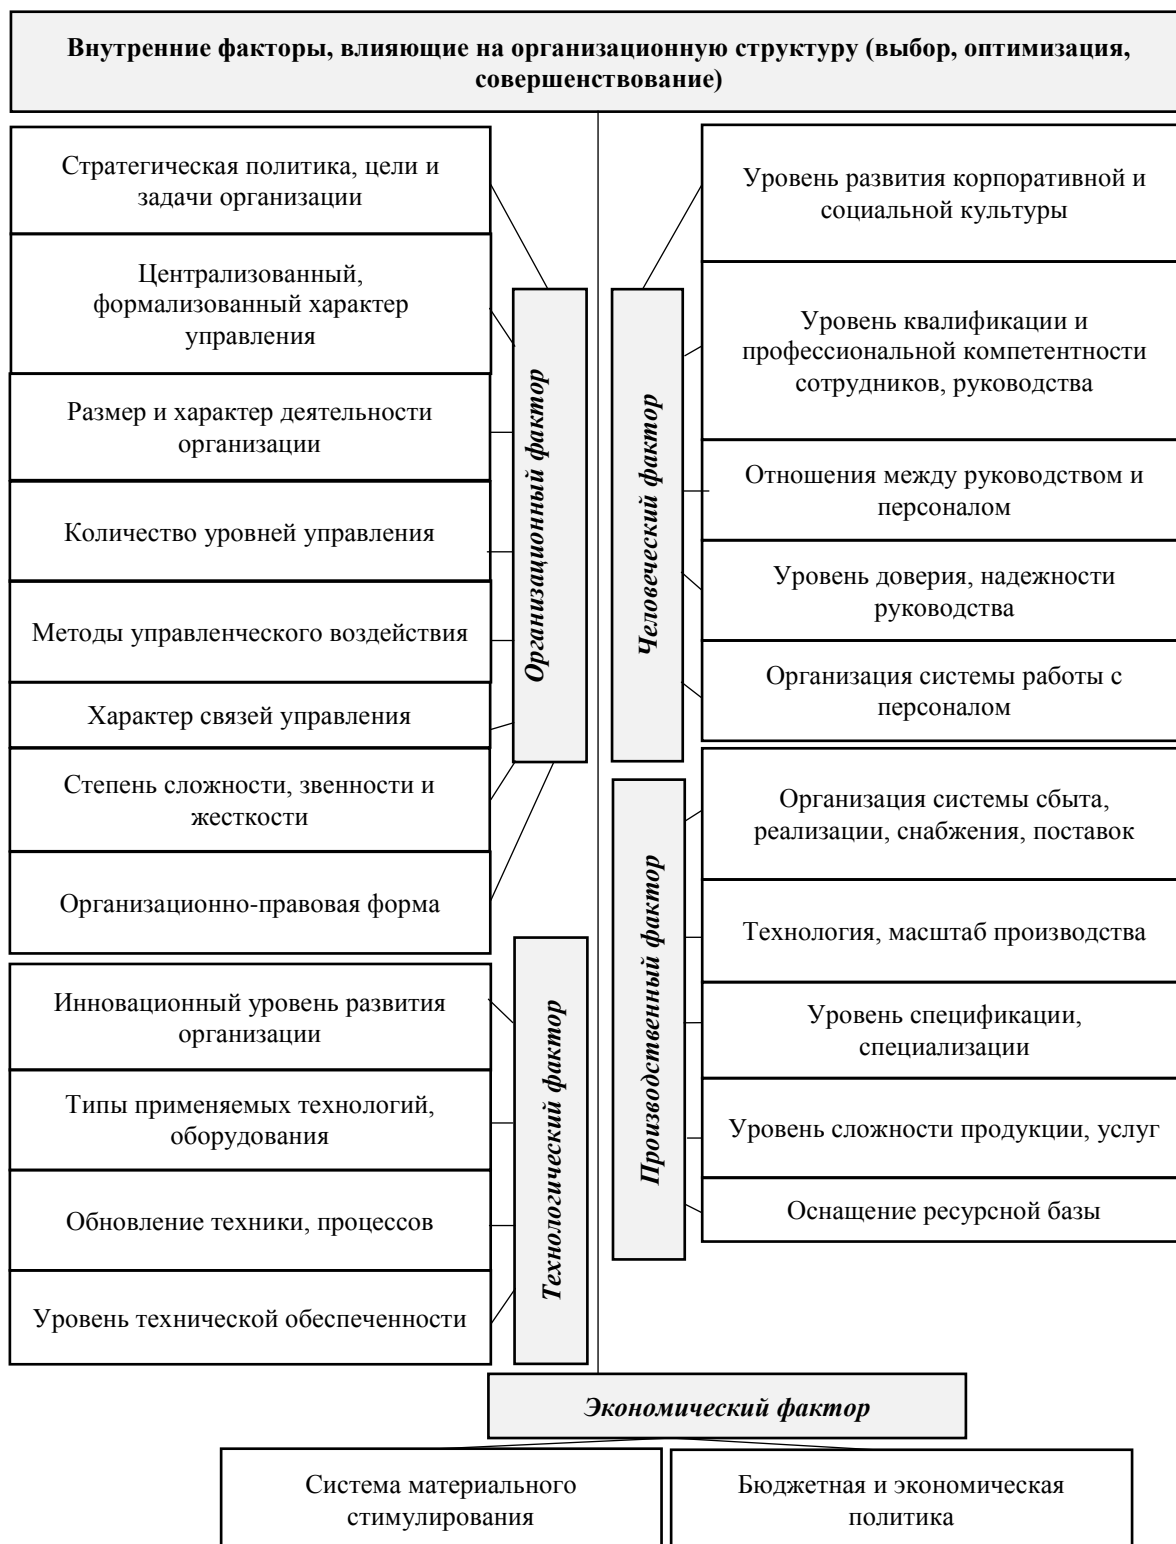 Внутренние факторы, влияющие на организационную структуру (выбор, оптимизация,
совершенствование)
Стратегическая политика, цели и
задачи организации
Централизованный,
формализованный характер
управления
Размер и характер деятельности
организации
Количество уровней управления
Методы управленческого воздействия
Характер связей управления
Степень сложности, звенности и
жесткости
Организационно-правовая форма
Организационный фактор
Инновационный уровень развития
организации
Типы применяемых технологий,
оборудования
Обновление техники, процессов
Уровень технической обеспеченности
Технологический фактор
Человеческий фактор
Уровень развития корпоративной и
социальной культуры
Уровень квалификации и
профессиональной компетентности
сотрудников, руководства
Отношения между руководством и
персоналом
Уровень доверия, надежности
руководства
Организация системы работы с
персоналом
Производственный фактор
Организация системы сбыта,
реализации, снабжения, поставок
Технология, масштаб производства
Уровень спецификации,
специализации
Уровень сложности продукции, услуг
Оснащение ресурсной базы
Экономический фактор
Система материального
стимулирования
Бюджетная и экономическая
политика